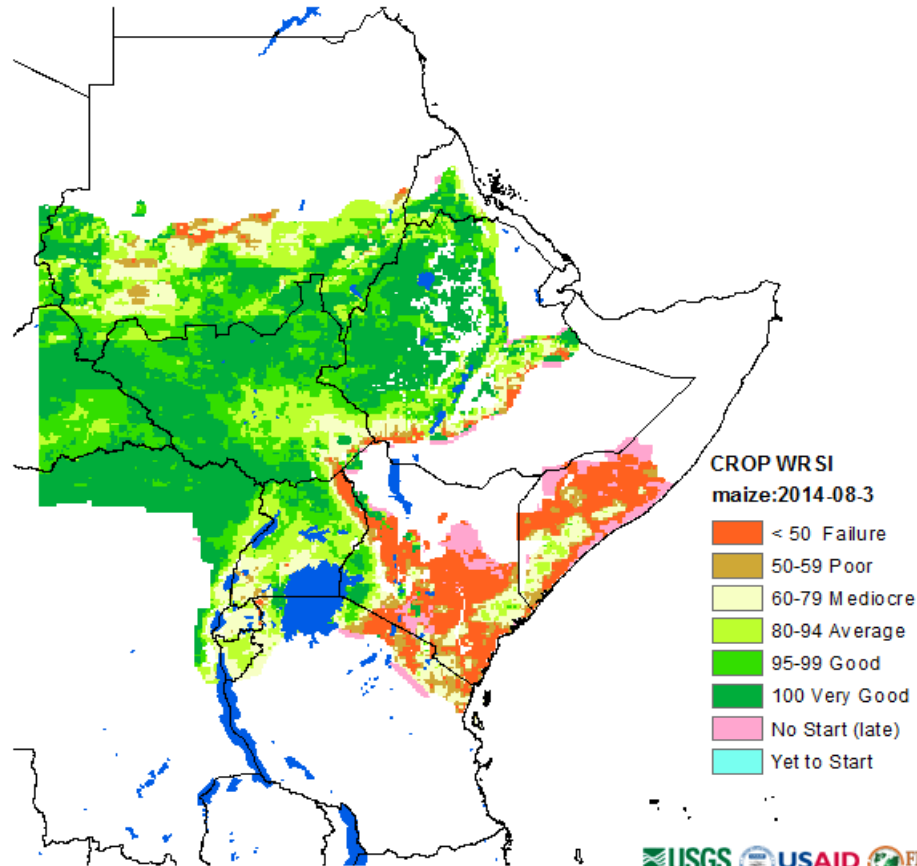 CROP WRSI
maize:2014-08-3
< 50 Failure
50-59 Poor
60-79 Mediocre
80-94 Average
95-99 Good
100 Very Good
No Start (late)
Yet to Start
USGS USAID